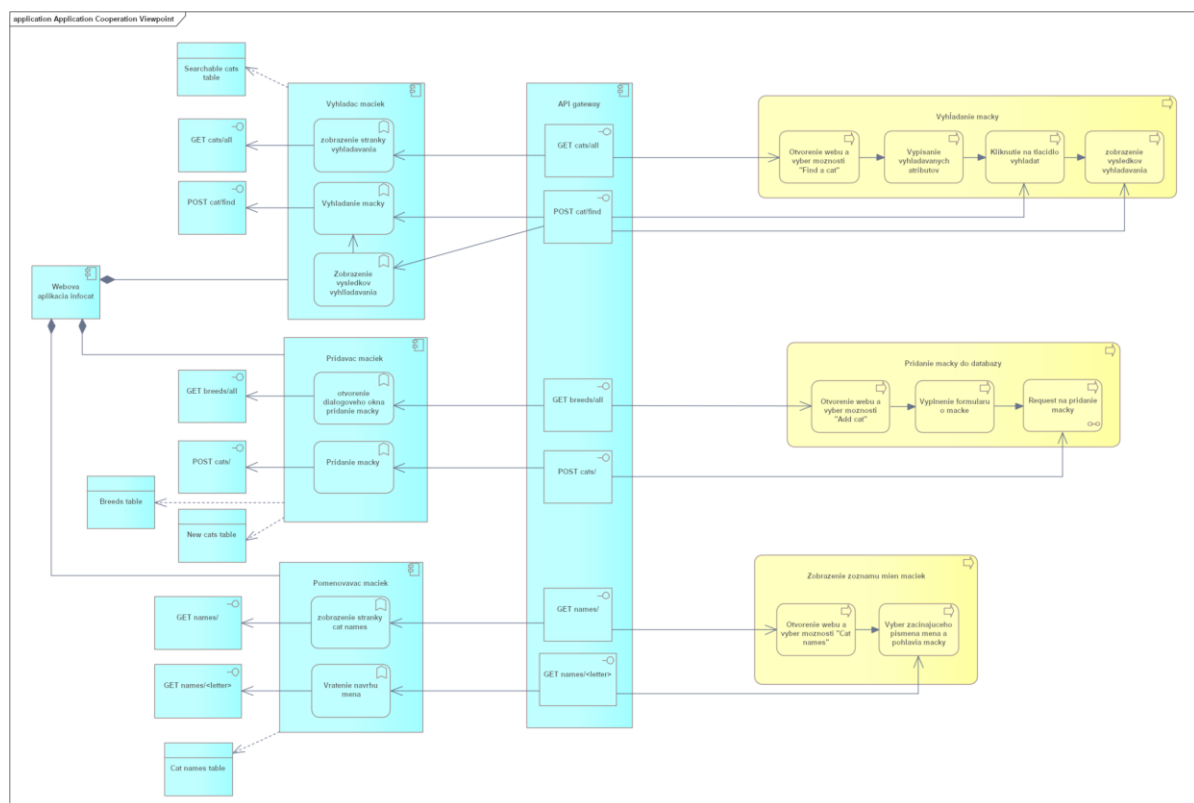 application Application Cooperation Viewpoint
Searchable cats
table
GET cats/all
POST cat/find
Webova
aplikacia infocat
GET breeds/all
POST cats/
Breeds table
New cats table
GET names/
GET names/<letter>
Cat names table
Vyhladac maciek
zobrazenie stranky
vyhladavania
Vyhladanie macky
Zobrazenie
vysledkov
vyhlladavania
Pridavac maciek
otvorenie
dialogoveho okna
pridanie macky
Pridanie macky
Pomenovavac maciek
zobrazenie stranky
cat names
Vratenie navrhu
mena
API gateway
GET cats/all
POST cat/find
GET breeds/all
POST cats/
GET names/
GET names/<letter>
Vyhľadanie macky
Otvorenie webu a
vyber moznosti
"Find a cat"
Vypisanie
vyhladavanych
atributov
Kliknutie na tlacidlo
vyhladat
zobrazenie
vysledkov
vyhladavania
Pridanie macky do databazy
Otvorenie webu a
vyber moznosti
"Add cat"
Vyplnenie formularu
o macke
Request na pridanie
macky
Zobrazenie zoznamu mien maciek
Otvorenie webu a
vyber moznosti "Cat
names"
Vyber zacinajuceho
pismena mena a
pohlavia macky